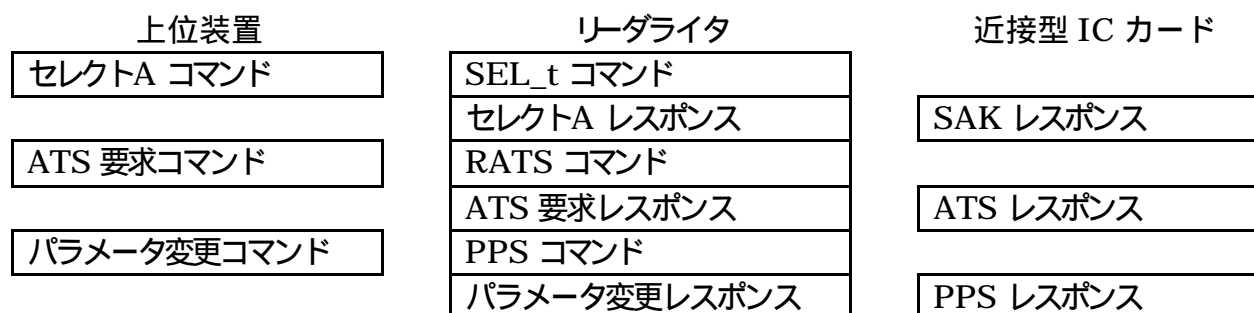 上位装置 リーダライタ 近接型 IC カード
セレクトA コマンド SEL_t コマンド
セレクトA レスポンス SAK レスポンス
ATS 要求コマンド RATS コマンド
ATS 要求レスポンス ATS レスポンス
パラメータ変更コマンド PPS コマンド
パラメータ変更レスポンス PPS レスポンス